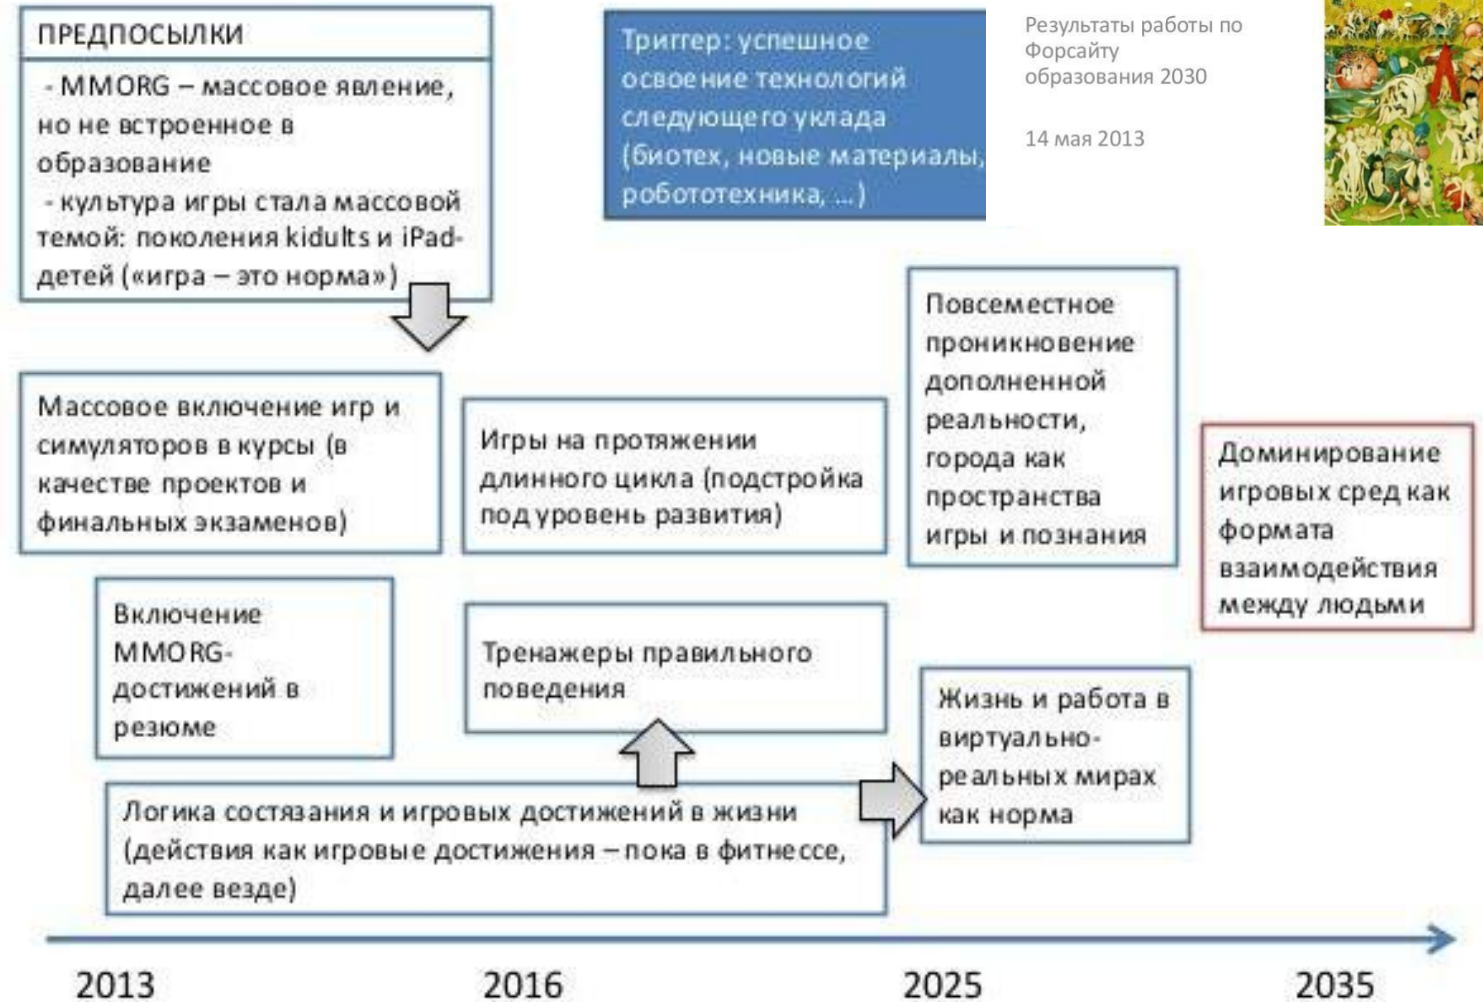 ПРЕДПОСЫЛКИ
- MMORG – массовое явление,
но не встроенное в
образование
- культура игры стала массовой
темой: поколения kidults и iPad-
детей («игра – это норма»)
Триггер: успешное
освоение технологий
следующего уклада
(биотех, новые материалы,
робототехника, ...)
Результаты работы по
Форсайту
образования 2030
14 мая 2013
Массовое включение игр и
симуляторов в курсы (в
качестве проектов и
финальных экзаменов)
Игры на протяжении
длинного цикла (подстройка
под уровень развития)
Повсеместное
проникновение
дополненной
реальности,
города как
пространства
игры и познания
Доминирование
игровых сред как
формата
взаимодействия
между людьми
Включение
MMORG-
достижений в
резюме
Тренажеры правильного
поведения
Жизнь и работа в
виртуально-
реальных мирах
как норма
Логика состязания и игровых достижений в жизни
(действия как игровые достижения – пока в фитнессе,
далее везде)
2013
2016
2025
2035